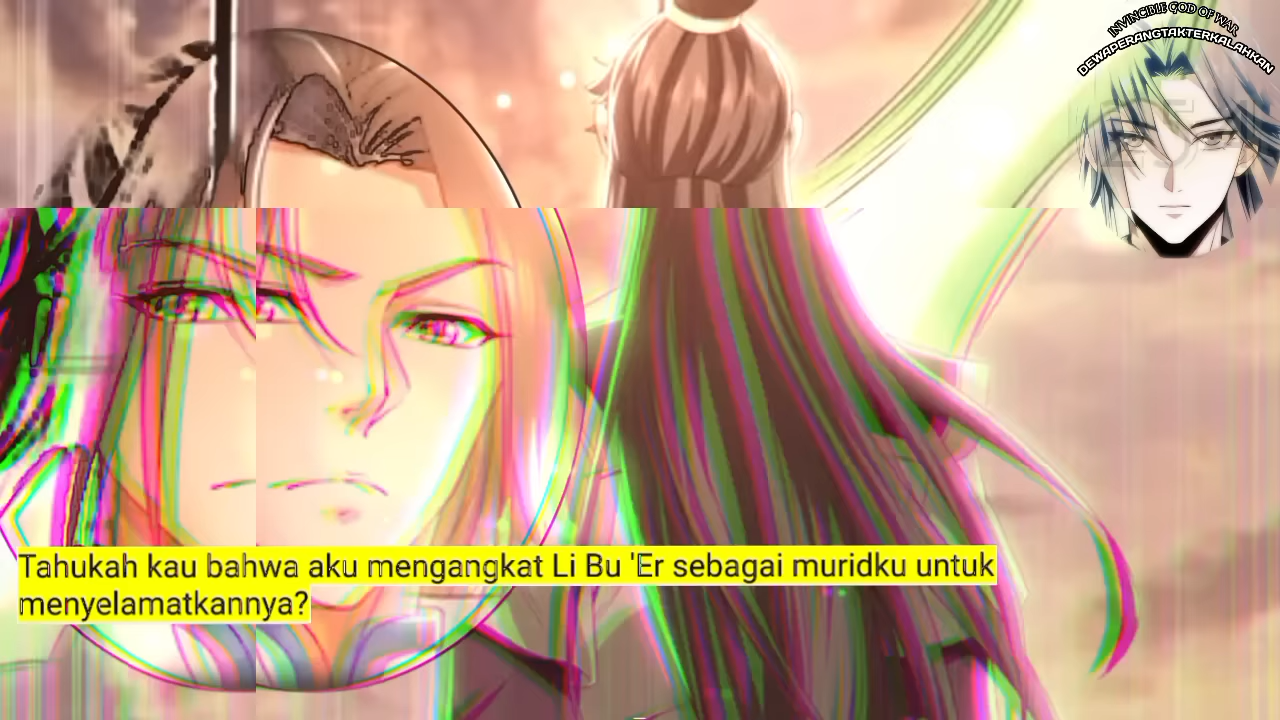 INVINCIBLE GOD OF WAR
DEWAPERANGTAKTERKALAHKAN
Tahukah kau bahwa aku mengangkat Li Bu 'Er sebagai muridku untuk
menyelamatkannya?